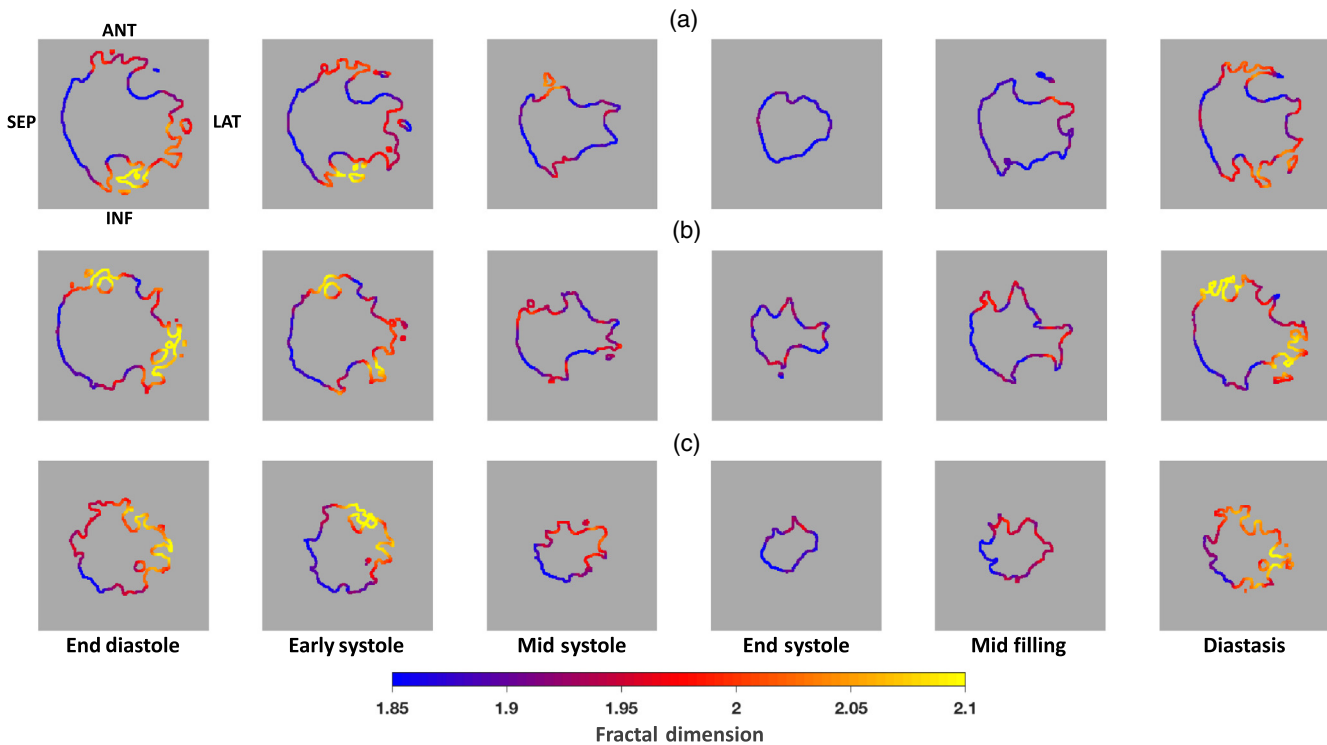 (a)
ANT
SEP
LAT
INF
(b)
(c)
End diastole
Early systole
Mid systole
End systole
Mid filling
Diastasis
1.85
1.9
1.95
2
2.05
2.1
Fractal dimension